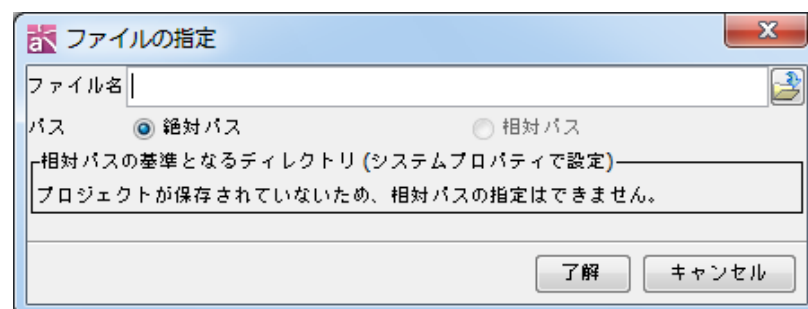 ファイルの指定
ファイル名
パス 絶対パス 相対パス
相対パスの基準となるディレクトリ(システムプロパティで設定)
プロジェクトが保存されていないため、相対パスの指定はできません。
了解 キャンセル